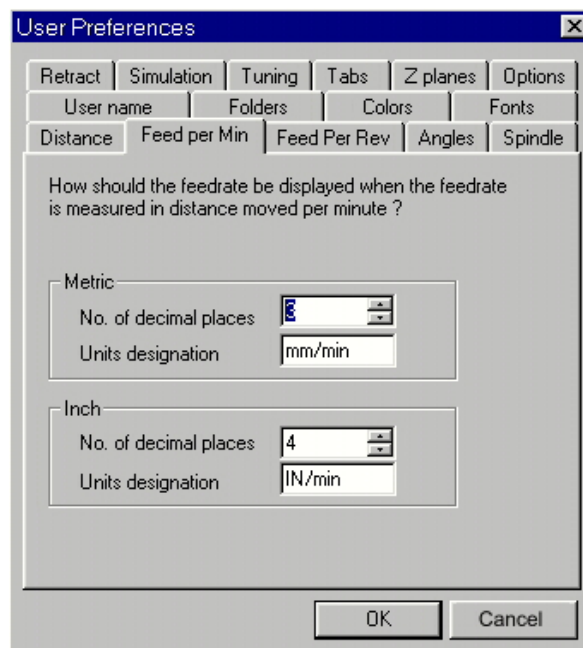 User Preferences
Retract Simulation Tuning Tabs Z planes Options
User name Folders Colors Fonts
Distance Feed per Min Feed Per Rev Angles Spindle
How should the feedrate be displayed when the feedrate
is measured in distance moved per minute ?
Metric
No. of decimal places 3
Units designation mm/min
Inch
No. of decimal places 4
Units designation IN/min
OK Cancel